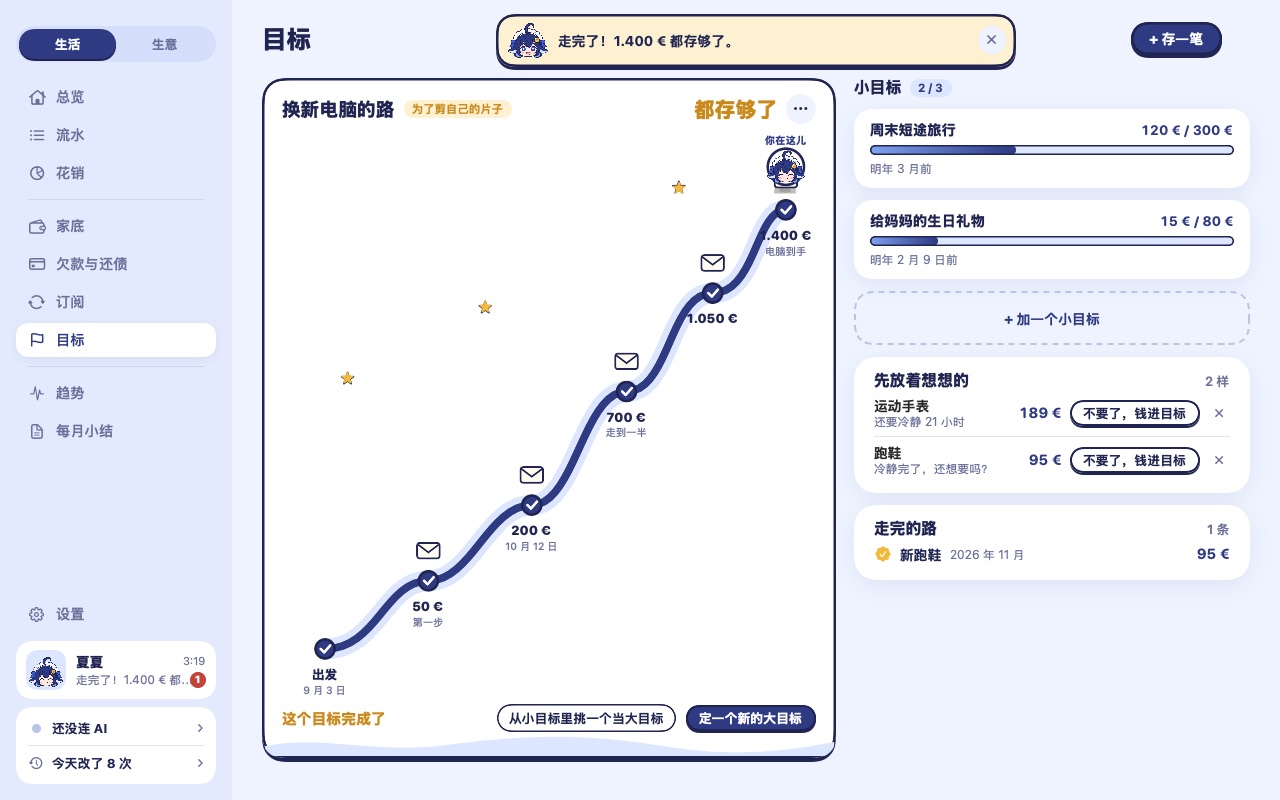 生活
生意
总览
流水
花销
家底
欠款与还债
订阅
目标
趋势
每月小结
设置
夏夏
3:19
走完了！1.400 € 都..
1
还没连 AI
今天改了 8 次
目标
走完了！1.400 € 都存够了。
+ 存一笔
换新电脑的路
为了剪自己的片子
都存够了
你在这儿
1.400 €
电脑到手
1.050 €
700 €
走到一半
200 €
10 月 12 日
50 €
第一步
出发
9 月 3 日
这个目标完成了
从小目标里挑一个当大目标
定一个新的大目标
小目标
2 / 3
周末短途旅行
120 € / 300 €
明年 3 月前
给妈妈的生日礼物
15 € / 80 €
明年 2 月 9 日前
+ 加一个小目标
先放着想想的
2 样
运动手表
还要冷静 21 小时
189 €
不要了，钱进目标
跑鞋
冷静完了，还想要吗?
95 €
不要了，钱进目标
走完的路
1 条
新跑鞋
2026 年 11 月
95 €